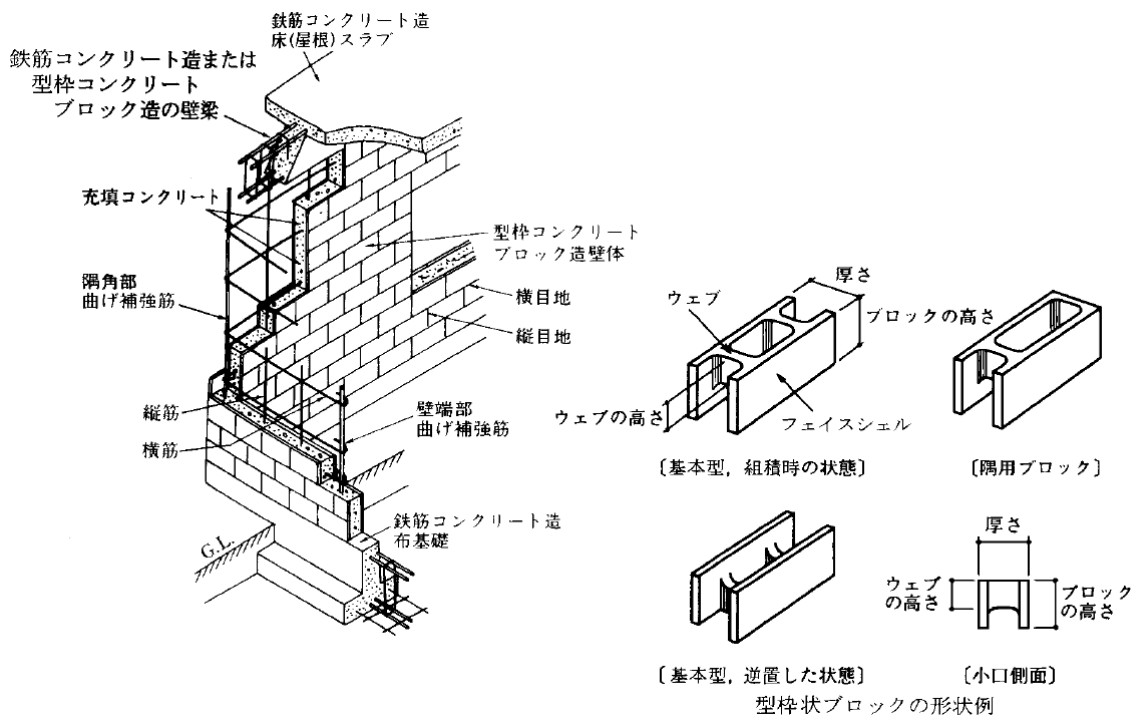 鉄筋コンクリート造
床(屋根)スラブ
鉄筋コンクリート造または
型枠コンクリート
ブロック造の壁梁
充填コンクリート
型枠コンクリート
ブロック造壁体
隅角部
曲げ補強筋
横目地
縦目地
縦筋
横筋
壁端部
曲げ補強筋
鉄筋コンクリート造
布基礎
G.L.
厚さ
ウェブ
ブロックの高さ
ウェブの高さ
フェイスシェル
〔基本型, 組積時の状態〕
〔隅用ブロック〕
厚さ
ウェブ
の高さ
ブロック
の高さ
〔基本型, 逆置した状態〕
〔小口側面〕
型枠状ブロックの形状例